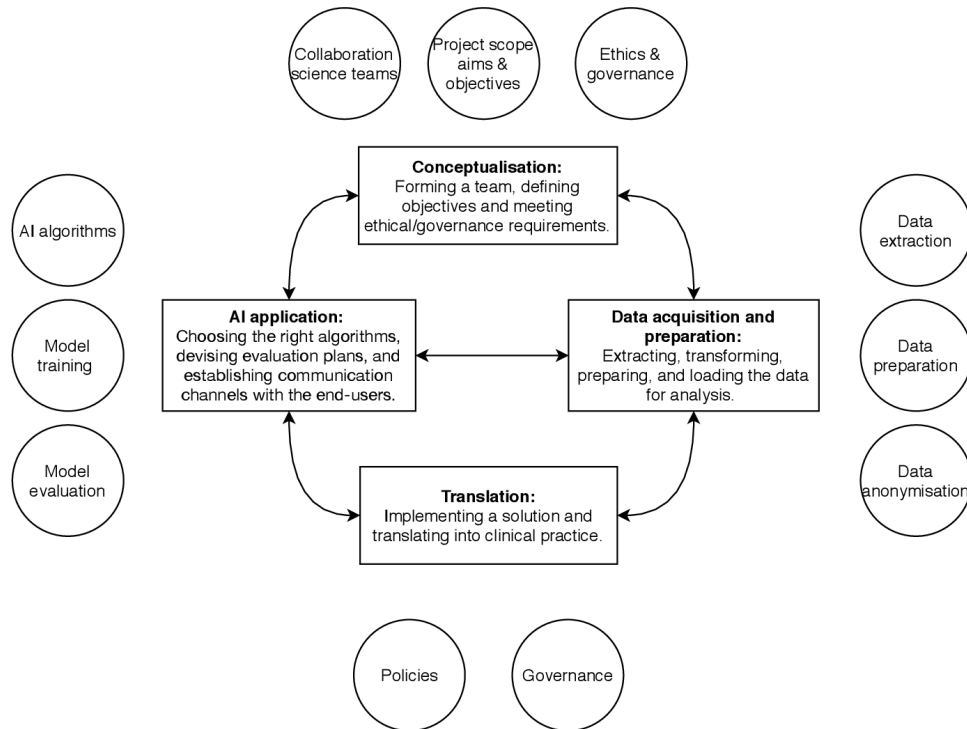 Collaboration
science teams
Project scope
aims &
objectives
Ethics &
governance
Conceptualisation:
Forming a team, defining
objectives and meeting
ethical/governance requirements.
AI algorithms
Data
extraction
AI application:
Choosing the right algorithms,
devising evaluation plans, and
establishing communication
channels with the end-users.
Data acquisition and
preparation:
Extracting, transforming,
preparing, and loading the data
for analysis.
Model
training
Data
preparation
Model
evaluation
Data
anonymisation
Translation:
Implementing a solution and
translating into clinical practice.
Policies
Governance